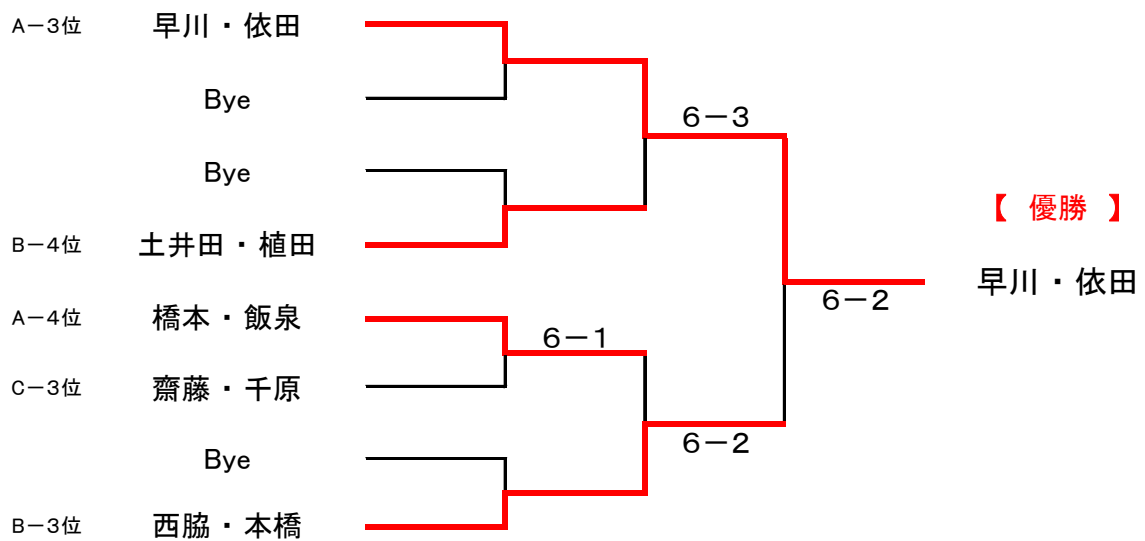 A－3位 早川・依田
Bye
6－3
Bye
【 優勝 】
B－4位 土井田・植田
早川・依田
6－2
A－4位 橋本・飯泉
6－1
C－3位 齋藤・千原
6－2
Bye
B－3位 西脇・本橋